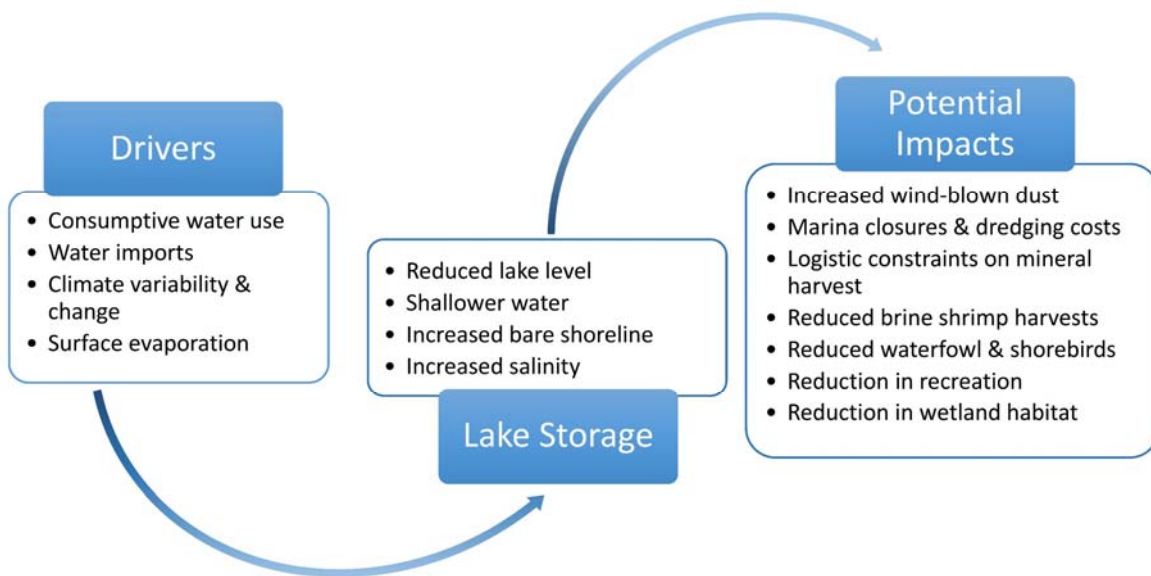 Drivers
• Consumptive water use
• Water imports
• Climate variability &
change
• Surface evaporation
• Reduced lake level
• Shallower water
• Increased bare shoreline
• Increased salinity
Lake Storage
Potential
Impacts
• Increased wind-blown dust
• Marina closures & dredging costs
• Logistic constraints on mineral
harvest
• Reduced brine shrimp harvests
• Reduced waterfowl & shorebirds
• Reduction in recreation
• Reduction in wetland habitat